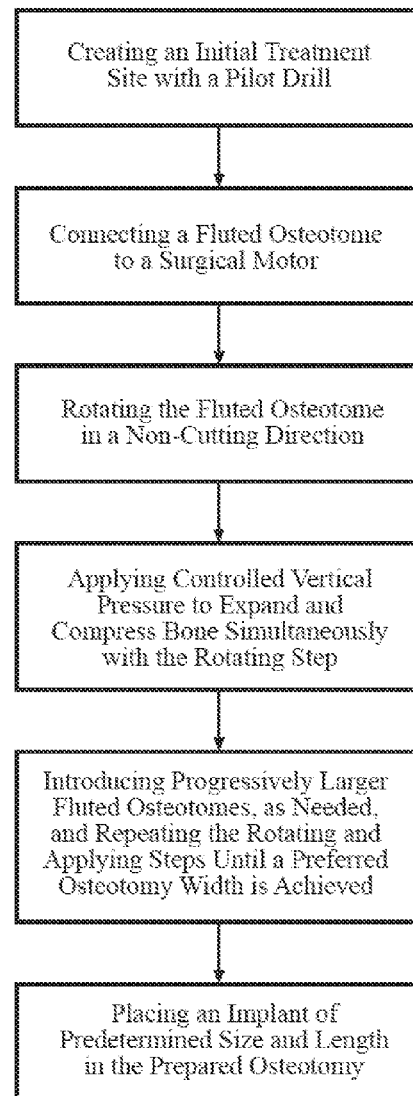 Creating an Initial Treatment
Site with a Pilot Drill
Connecting a Fluted Osteotome
to a Surgical Motor
Rotating the Fluted Osteotome
in a Non-Cutting Direction
Applying Controlled Vertical
Pressure to Expand and
Compress Bone Simultaneously
with the Rotating Step
Introducing Progressively Larger
Fluted Osteotomes, as Needed,
and Repeating the Rotating and
Applying Steps Until a Preferred
Osteotomy Width is Achieved
Placing an Implant of
Predetermined Size and Length
in the Prepared Osteotomy